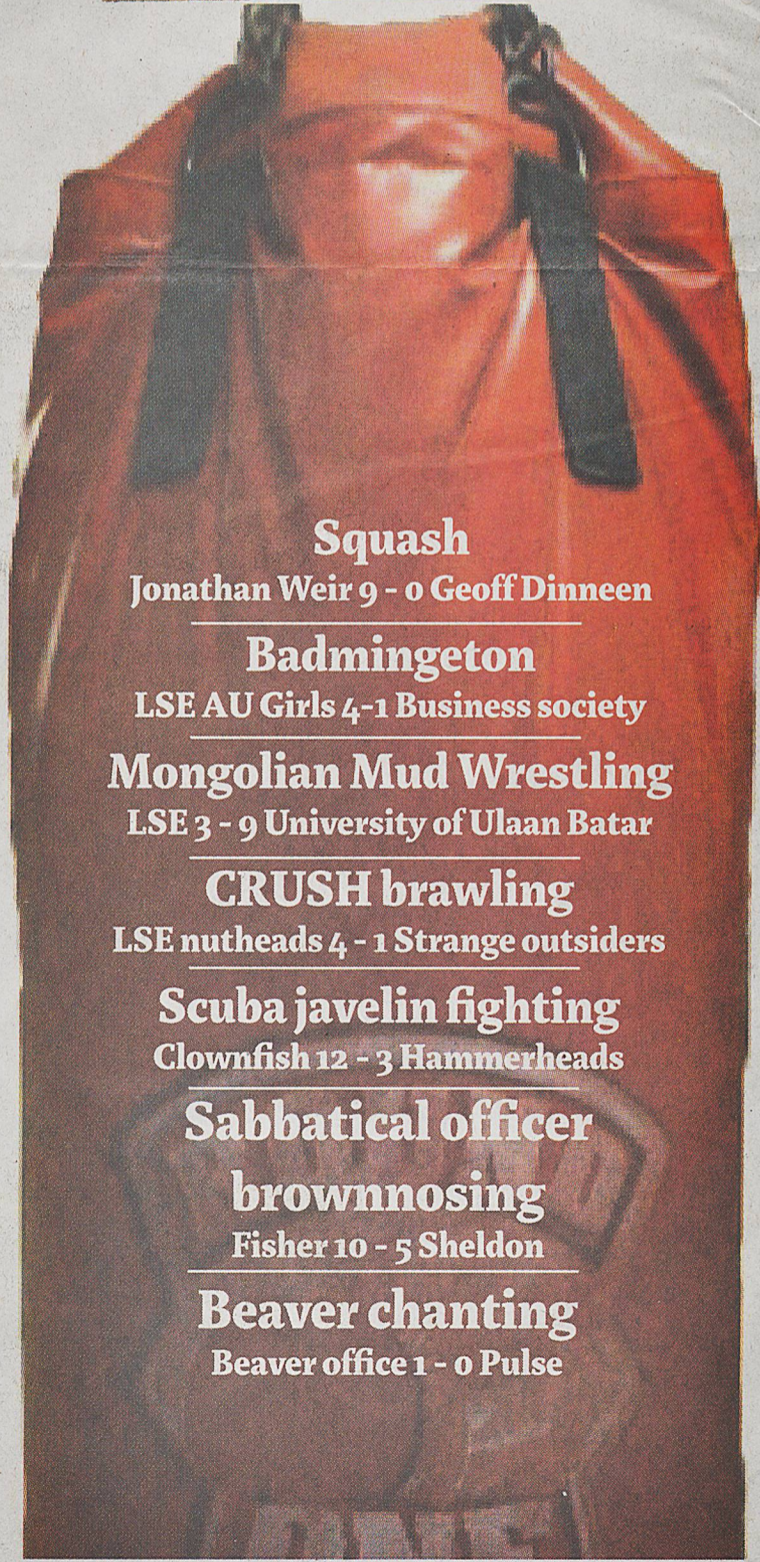 Squash
Jonathan Weir 9 - 0 Geoff Dinneen
Badmingeton
LSE AU Girls 4-1 Business society
Mongolian Mud Wrestling
LSE 3 - 9 University of Ulaan Batar
CRUSH brawling
LSE nutheads 4 - 1 Strange outsiders
Scuba javelin fighting
Clownfish 12 - 3 Hammerheads
Sabbatical officer
brownnosing
Fisher 10 - 5 Sheldon
Beaver chanting
Beaver office 1 - 0 Pulse